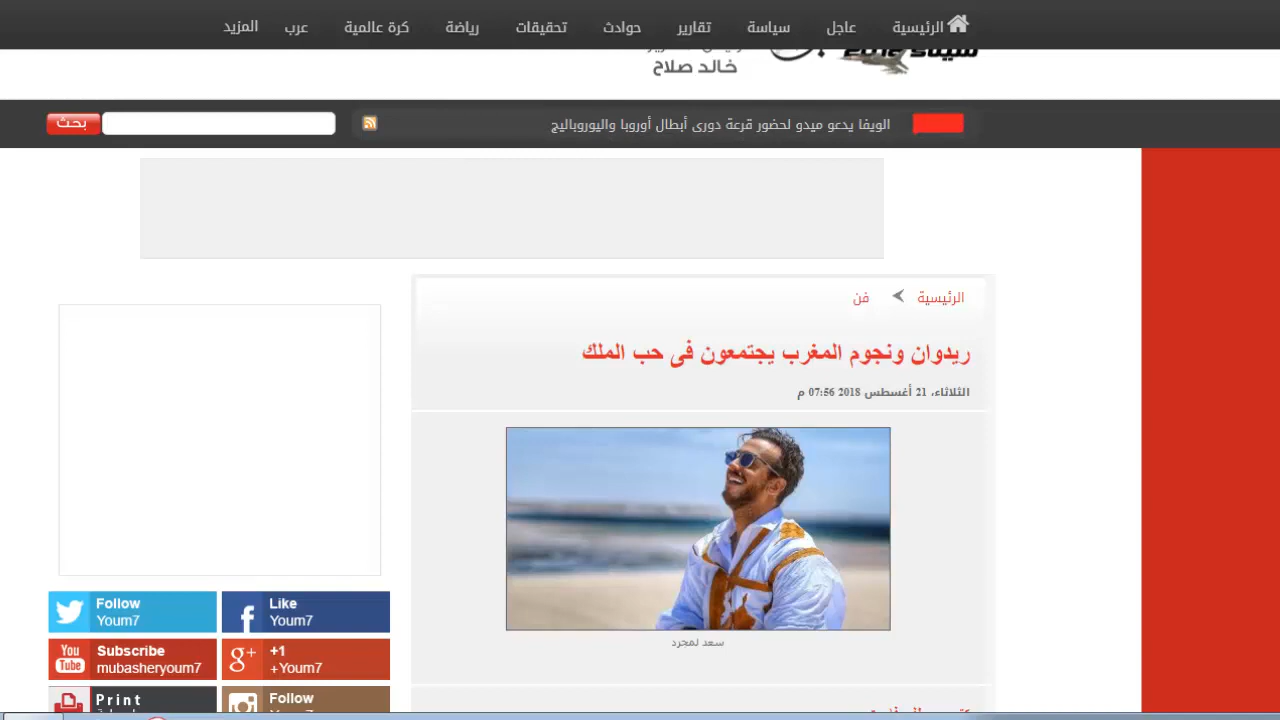 الرئيسية
عاجل
سياسة
تقارير
حوادث
تحقيقات
رياضة
كرة عالمية
عرب
المزيد
خالد صلاح
الويفا يدعو ميدو لحضور قرعة دورى أبطال أوروبا واليوروباليج
بحث
الرئيسية
فن
ريدوان ونجوم المغرب يجتمعون فى حب الملك
الثلاثاء، 21 أغسطس 2018 07:56 م
سعد لمجرد
Follow
Youm7
Like
Youm7
You Tube
Subscribe
mubasheryoum7
g+
+1
+Youm7
Print
Follow